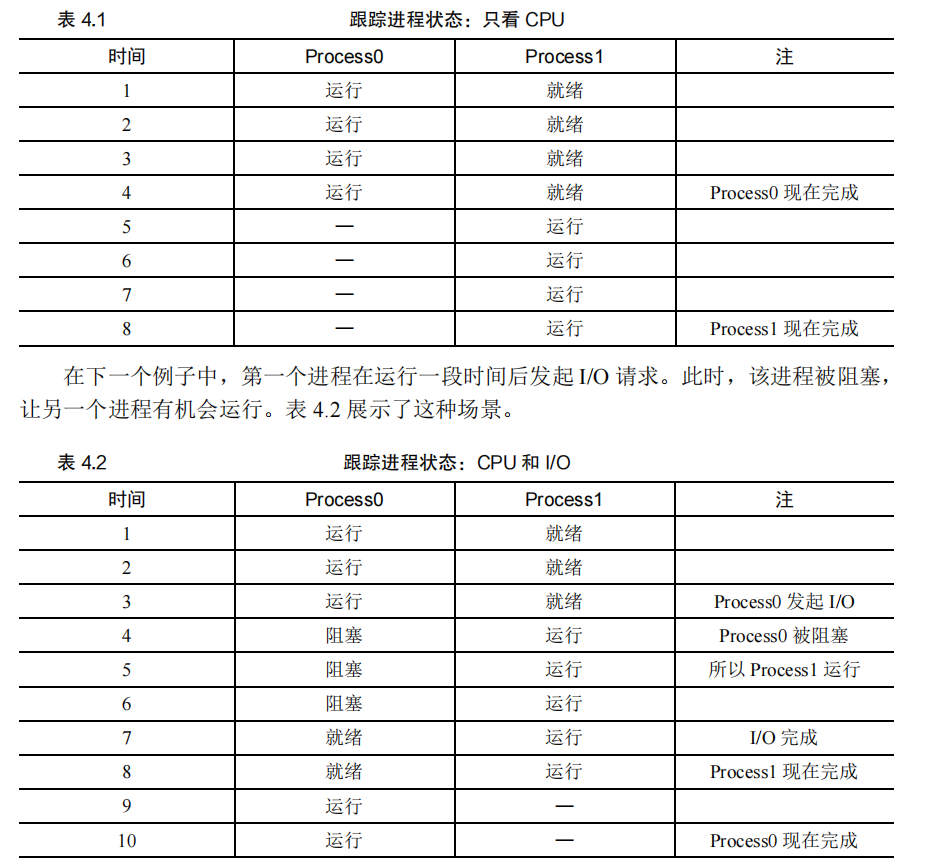 表 4.1 跟踪进程状态：只看 CPU
时间 Process0 Process1 注
1 运行 就绪
2 运行 就绪
3 运行 就绪
4 运行 就绪 Process0 现在完成
5 — 运行
6 — 运行
7 — 运行
8 — 运行 Process1 现在完成
在下一个例子中，第一个进程在运行一段时间后发起 I/O 请求。此时，该进程被阻塞，
让另一个进程有机会运行。表 4.2 展示了这种场景。
表 4.2 跟踪进程状态：CPU 和 I/O
时间 Process0 Process1 注
1 运行 就绪
2 运行 就绪
3 运行 就绪 Process0 发起 I/O
4 阻塞 运行 Process0 被阻塞
5 阻塞 运行 所以 Process1 运行
6 阻塞 运行
7 就绪 运行 I/O 完成
8 就绪 运行 Process1 现在完成
9 运行 —
10 运行 — Process0 现在完成